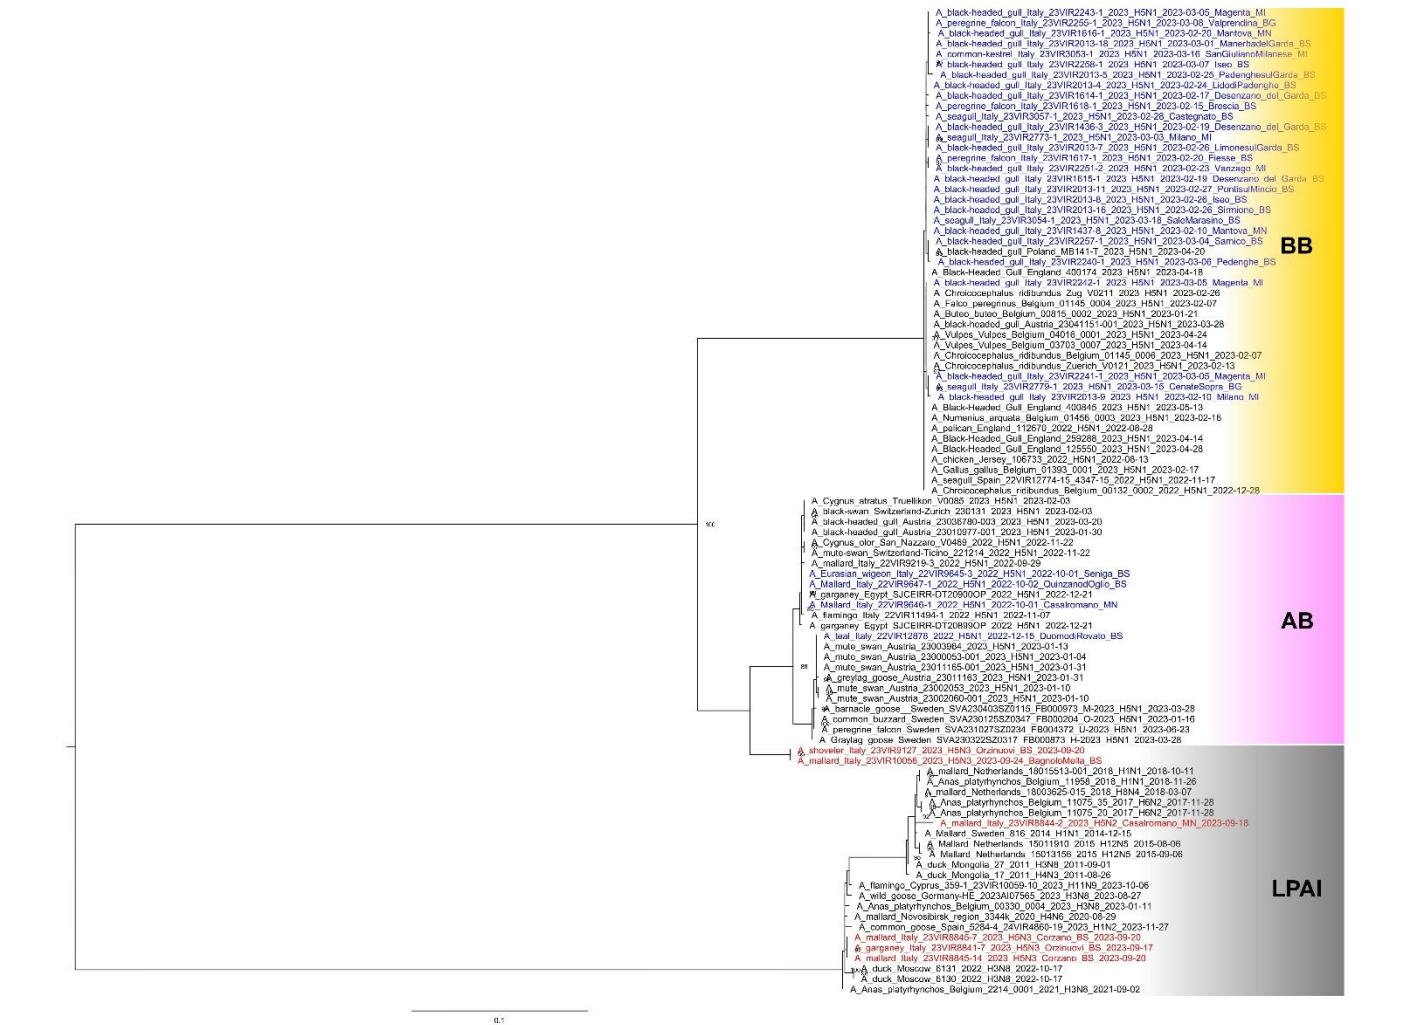 A_black-headed_gull_Italy_23VIR2243-1_2023_H5N1_2023-03-05_Magenta_MI
A_peregrine_falcon_Italy_23VIR2255-1_2023_H5N1_2023-03-08_Valprendina_BG
A_black-headed_gull_Italy_23VIR1616-1_2023_H5N1_2023-02-20_Mantova_MN
A_black-headed_gull_Italy_23VIR2013-18_2023_H5N1_2023-03-01_ManerbadelGarda_BS
A_common-kestrel_Italy_23VIR3053-1_2023_H5N1_2023-03-16_SanGiulianoMilanese_MI
A_black-headed_gull_Italy_23VIR2258-1_2023_H5N1_2023-03-07_Iseo_BS
A_black-headed_gull_Italy_23VIR2013-5_2023_H5N1_2023-02-25_PadenghesulGarda_BS
A_black-headed_gull_Italy_23VIR2013-4_2023_H5N1_2023-02-24_LidodiPadenghe_BS
A_black-headed_gull_Italy_23VIR1614-1_2023_H5N1_2023-02-17_Desenzano_del_Garda_BS
A_peregrine_falcon_Italy_23VIR1618-1_2023_H5N1_2023-02-15_Brescia_BS
A_seagull_Italy_23VIR3057-1_2023_H5N1_2023-02-28_Castegnato_BS
A_black-headed_gull_Italy_23VIR1436-3_2023_H5N1_2023-02-19_Desenzano_del_Garda_BS
A_seagull_Italy_23VIR2773-1_2023_H5N1_2023-03-03_Milano_MI
A_black-headed_gull_Italy_23VIR2013-7_2023_H5N1_2023-02-26_LimonesulGarda_BS
A_peregrine_falcon_Italy_23VIR1617-1_2023_H5N1_2023-02-20_Fiesse_BS
A_black-headed_gull_Italy_23VIR2251-2_2023_H5N1_2023-02-23_Vanzago_MI
A_black-headed_gull_Italy_23VIR1615-1_2023_H5N1_2023-02-19_Desenzano_del_Garda_BS
A_black-headed_gull_Italy_23VIR2013-11_2023_H5N1_2023-02-27_PontisulMincio_BS
A_black-headed_gull_Italy_23VIR2013-8_2023_H5N1_2023-02-26_Iseo_BS
A_black-headed_gull_Italy_23VIR2013-16_2023_H5N1_2023-02-26_Sirmione_BS
A_seagull_Italy_23VIR3054-1_2023_H5N1_2023-03-18_SaleMarasino_BS
A_black-headed_gull_Italy_23VIR1437-8_2023_H5N1_2023-02-10_Mantova_MN
A_black-headed_gull_Italy_23VIR2257-1_2023_H5N1_2023-03-04_Sarnico_BS
BB
A_black-headed_gull_Poland_MB141-T_2023_H5N1_2023-04-20
A_black-headed_gull_Italy_23VIR2240-1_2023_H5N1_2023-03-06_Pedenghe_BS
A_Black-Headed_Gull_England_400174_2023_H5N1_2023-04-18
A_black-headed_gull_Italy_23VIR2242-1_2023_H5N1_2023-03-05_Magenta_MI
A_Chroicocephalus_ridibundus_Zug_V0211_2023_H5N1_2023-02-26
A_Falco_peregrinus_Belgium_01145_0004_2023_H5N1_2023-02-07
A_Buteo_buteo_Belgium_00815_0002_2023_H5N1_2023-01-21
A_black-headed_gull_Austria_23041151-001_2023_H5N1_2023-03-28
A_Vulpes_Vulpes_Belgium_04016_0001_2023_H5N1_2023-04-24
A_Vulpes_Vulpes_Belgium_03703_0007_2023_H5N1_2023-04-14
A_Chroicocephalus_ridibundus_Belgium_01145_0006_2023_H5N1_2023-02-07
A_Chroicocephalus_ridibundus_Zuerich_V0121_2023_H5N1_2023-02-13
A_black-headed_gull_Italy_23VIR2241-1_2023_H5N1_2023-03-05_Magenta_MI
A_seagull_Italy_23VIR2779-1_2023_H5N1_2023-03-15_CenateSopra_BG
A_black-headed_gull_Italy_23VIR2013-9_2023_H5N1_2023-02-10_Milano_MI
A_Black-Headed_Gull_England_400845_2023_H5N1_2023-05-13
A_Numenius_arquata_Belgium_01456_0003_2023_H5N1_2023-02-16
A_pelican_England_112670_2022_H5N1_2022-08-28
A_Black-Headed_Gull_England_259288_2023_H5N1_2023-04-14
A_Black-Headed_Gull_England_125550_2023_H5N1_2023-04-28
A_chicken_Jersey_106733_2022_H5N1_2022-08-13
A_Gallus_gallus_Belgium_01393_0001_2023_H5N1_2023-02-17
A_seagull_Spain_22VIR12774-15_4347-15_2022_H5N1_2022-11-17
A_Chroicocephalus_ridibundus_Belgium_00132_0002_2022_H5N1_2022-12-28
A_Cygnus_atratus_Truellikon_V0085_2023_H5N1_2023-02-03
A_black-swan_Switzerland-Zurich_230131_2023_H5N1_2023-02-03
A_black-headed_gull_Austria_23036780-003_2023_H5N1_2023-03-20
100
A_black-headed_gull_Austria_23010977-001_2023_H5N1_2023-01-30
A_Cygnus_olor_San_Nazzaro_V0469_2022_H5N1_2022-11-22
A_mute-swan_Switzerland-Ticino_221214_2022_H5N1_2022-11-22
A_mallard_Italy_22VIR9219-3_2022_H5N1_2022-09-29
A_Eurasian_wigeon_Italy_22VIR9645-3_2022_H5N1_2022-10-01_Seniga_BS
A_Mallard_Italy_22VIR9647-1_2022_H5N1_2022-10-02_QuinzanodOglio_BS
A_garganey_Egypt_SJCEIRR-DT20900OP_2022_H5N1_2022-12-21
A_Mallard_Italy_22VIR9646-1_2022_H5N1_2022-10-01_Casalromano_MN
A_flamingo_Italy_22VIR11494-1_2022_H5N1_2022-11-07
AB
A_garganey_Egypt_SJCEIRR-DT20899OP_2022_H5N1_2022-12-21
A_teal_Italy_22VIR12878_2022_H5N1_2022-12-15_DuomodiRovato_BS
A_mute_swan_Austria_23003984_2023_H5N1_2023-01-13
A_mute_swan_Austria_23000053-001_2023_H5N1_2023-01-04
88
A_mute_swan_Austria_23011165-001_2023_H5N1_2023-01-31
A_greylag_goose_Austria_23011163_2023_H5N1_2023-01-31
A_mute_swan_Austria_23002053_2023_H5N1_2023-01-10
A_mute_swan_Austria_23002060-001_2023_H5N1_2023-01-10
A_barnacle_goose__Sweden_SVA230403SZ0115_FB000973_M-2023_H5N1_2023-03-28
A_common_buzzard_Sweden_SVA230125SZ0347_FB000204_O-2023_H5N1_2023-01-16
A_peregrine_falcon_Sweden_SVA231027SZ0234_FB004372_U-2023_H5N1_2023-06-23
A_Graylag_goose_Sweden_SVA230322SZ0317_FB000873_H-2023_H5N1_2023-03-28
A_shoveler_Italy_23VIR9127_2023_H5N3_Orzinuovi_BS_2023-09-20
A_mallard_Italy_23VIR10056_2023_H5N3_2023-09-24_BagnoloMella_BS
A_mallard_Netherlands_18015513-001_2018_H1N1_2018-10-11
A_Anas_platyrhynchos_Belgium_11958_2018_H1N1_2018-11-26
A_mallard_Netherlands_18003625-015_2018_H8N4_2018-03-07
A_Anas_platyrhynchos_Belgium_11075_35_2017_H6N2_2017-11-28
A_Anas_platyrhynchos_Belgium_11075_20_2017_H6N2_2017-11-28
A_mallard_Italy_23VIR8844-2_2023_H5N2_Casalromano_MN_2023-09-18
A_Mallard_Sweden_816_2014_H1N1_2014-12-15
A_Mallard_Netherlands_15011910_2015_H12N5_2015-08-06
A_Mallard_Netherlands_15013156_2015_H12N5_2015-09-06
A_duck_Mongolia_27_2011_H3N8_2011-09-01
A_duck_Mongolia_17_2011_H4N3_2011-08-26
A_flamingo_Cyprus_359-1_23VIR10059-10_2023_H11N9_2023-10-06
LPAI
A_wild_goose_Germany-HE_2023AI07565_2023_H3N8_2023-08-27
A_Anas_platyrhynchos_Belgium_00330_0004_2023_H3N8_2023-01-11
A_mallard_Novosibirsk_region_3344k_2020_H4N6_2020-08-29
A_common_goose_Spain_5284-4_24VIR4860-19_2023_H1N2_2023-11-27
A_mallard_Italy_23VIR8845-7_2023_H5N3_Corzano_BS_2023-09-20
A_garganey_Italy_23VIR8841-7_2023_H5N3_Orzinuovi_BS_2023-09-17
A_mallard_Italy_23VIR8845-14_2023_H5N3_Corzano_BS_2023-09-20
A_duck_Moscow_6131_2022_H3N8_2022-10-17
A_duck_Moscow_6130_2022_H3N8_2022-10-17
A_Anas_platyrhynchos_Belgium_2214_0001_2021_H3N8_2021-09-02
0.1